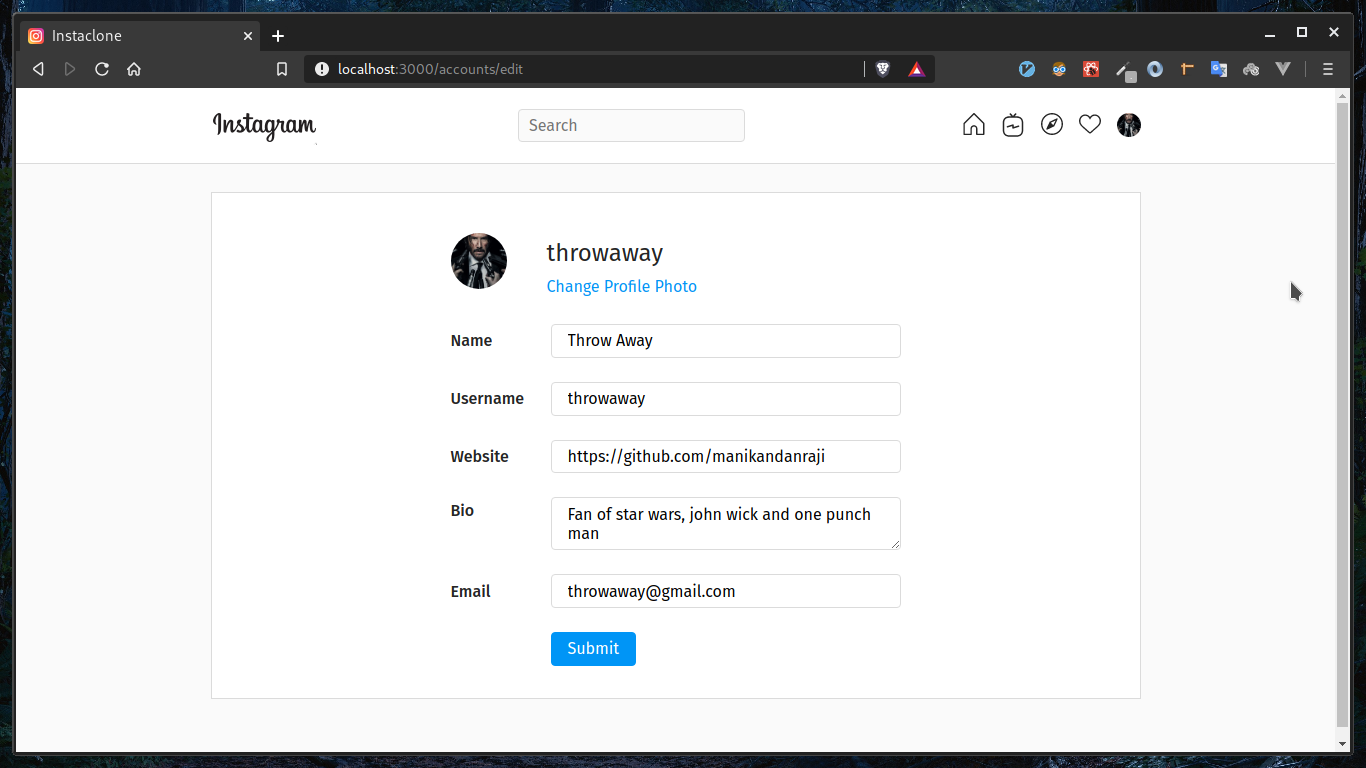 Instaclone
localhost:3000/accounts/edit
Instagram
Search
throwaway
Change Profile Photo
Name
Throw Away
Username
throwaway
Website
https://github.com/manikandanraji
Bio
Fan of star wars, john wick and one punch
man
Email
throwaway@gmail.com
Submit